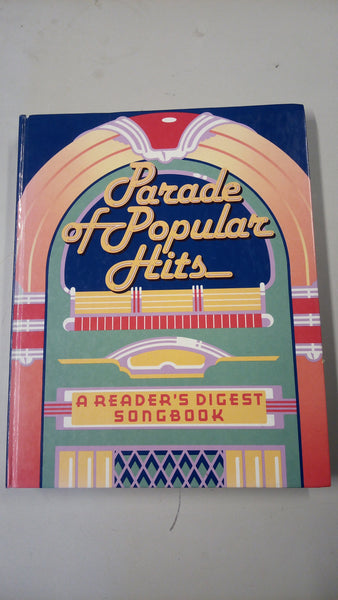 Parade
of Popular
Hits
A READER'S DIGEST
SONGBOOK